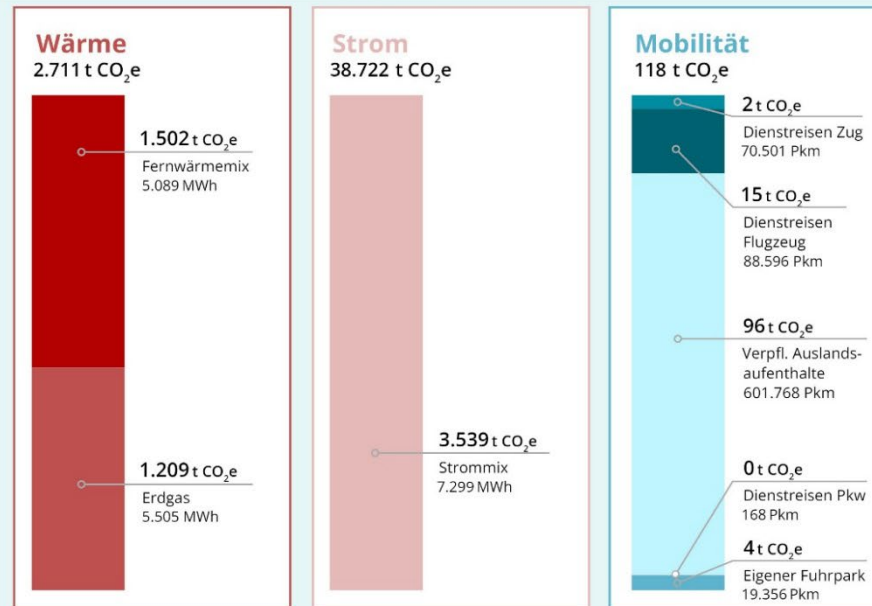 Wärme
2.711 t CO₂e
1.502 t CO₂e
Fernwärmemix
5.089 MWh
1.209 t CO₂e
Erdgas
5.505 MWh
Strom
38.722 t CO₂e
3.539 t CO₂e
Strommix
7.299 MWh
Mobilität
118 t CO₂e
2 t CO₂e
Dienstreisen Zug
70.501 Pkm
15 t CO₂e
Dienstreisen
Flugzeug
88.596 Pkm
96 t CO₂e
Verpfl. Auslands-
aufenthalte
601.768 Pkm
0 t CO₂e
Dienstreisen Pkw
168 Pkm
4 t CO₂e
Eigener Fuhrpark
19.356 Pkm